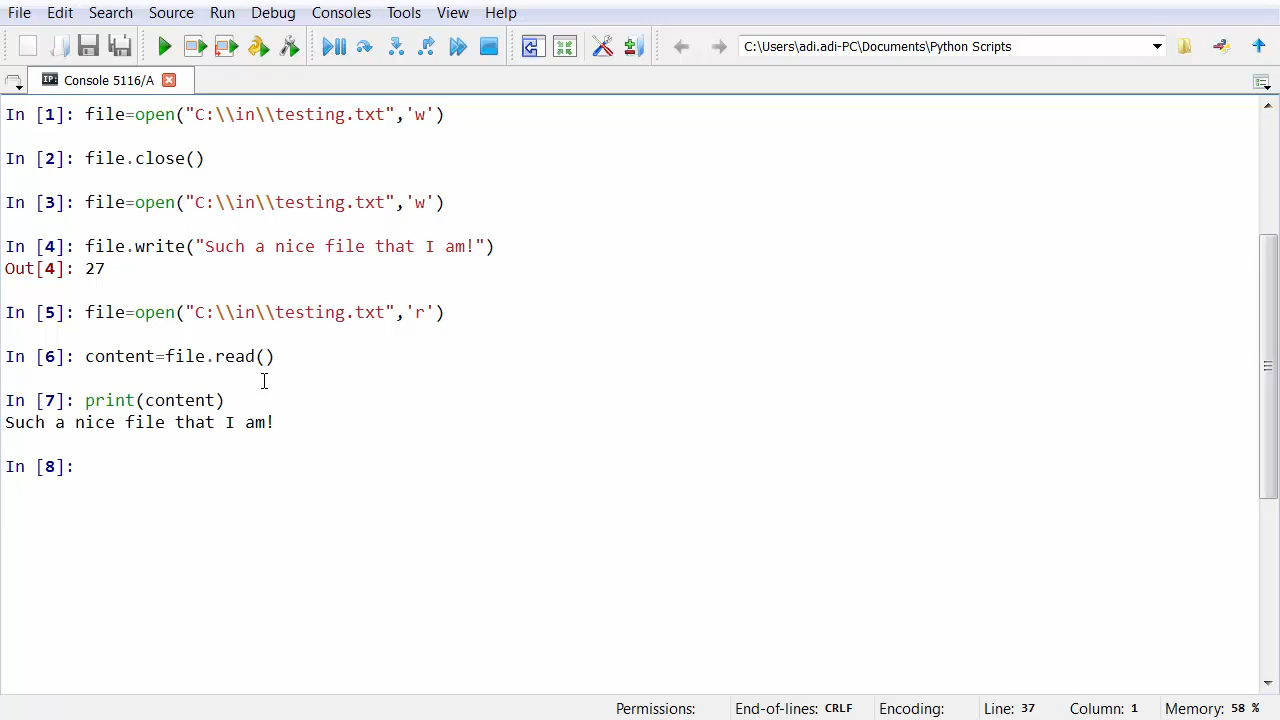 File Edit Search Source Run Debug Consoles Tools View Help
C:\Users\adukadi-PC\Documents\Python Scripts
IP: Console 5116/A
In [1]: file=open("C:\\in\\testing.txt",'w')
In [2]: file.close()
In [3]: file=open("C:\\in\\testing.txt",'w')
In [4]: file.write("Such a nice file that I am!")
Out[4]: 27
In [5]: file=open("C:\\in\\testing.txt",'r')
In [6]: content=file.read()
In [7]: print(content)
Such a nice file that I am!
In [8]:
Permissions: End-of-lines: CRLF Encoding: Line: 37 Column: 1 Memory: 58 %